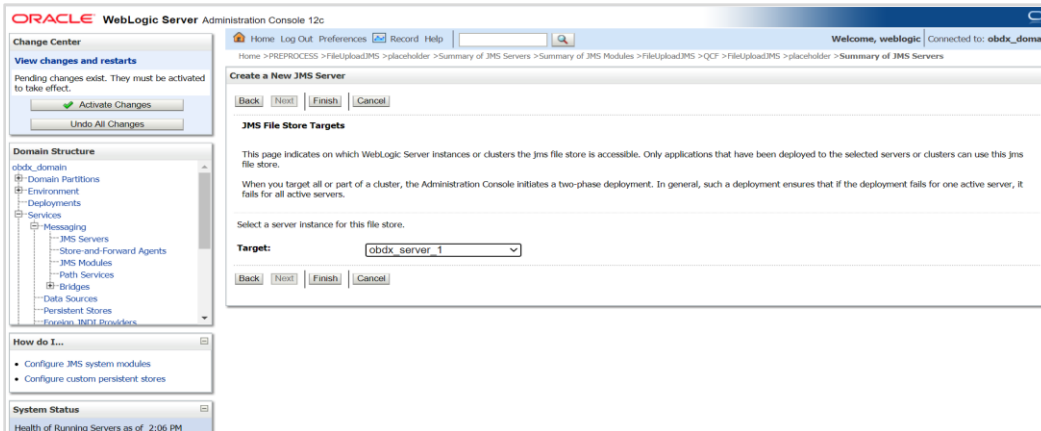 ORACLE WebLogic Server Administration Console 12c
Change Center
View changes and restarts
Pending changes exist. They must be activated
to take effect.
Activate Changes
Undo All Changes
Domain Structure
obdx_domain
Domain Partitions
Environment
Deployments
Services
Messaging
JMS Servers
Store-and-Forward Agents
JMS Modules
Path Services
Bridges
Data Sources
Persistent Stores
Foreign JNDI Providers
How do I...
Configure JMS system modules
Configure custom persistent stores
System Status
Health of Running Servers as of 2:06 PM
Home Log Out Preferences Record Help
Welcome, weblogic Connected to: obdx_doma
Home >PREPROCESS >FileUploadJMS >placeholder >Summary of JMS Servers >Summary of JMS Modules >FileUploadJMS >QCF >FileUploadJMS >placeholder >Summary of JMS Servers
Create a New JMS Server
Back Next Finish Cancel
JMS File Store Targets
This page indicates on which WebLogic Server instances or clusters the jms file store is accessible. Only applications that have been deployed to the selected servers or clusters can use this jms
file store.
When you target all or part of a cluster, the Administration Console initiates a two-phase deployment. In general, such a deployment ensures that if the deployment fails for one active server, it
fails for all active servers.
Select a server instance for this file store.
Target: obdx_server_1
Back Next Finish Cancel